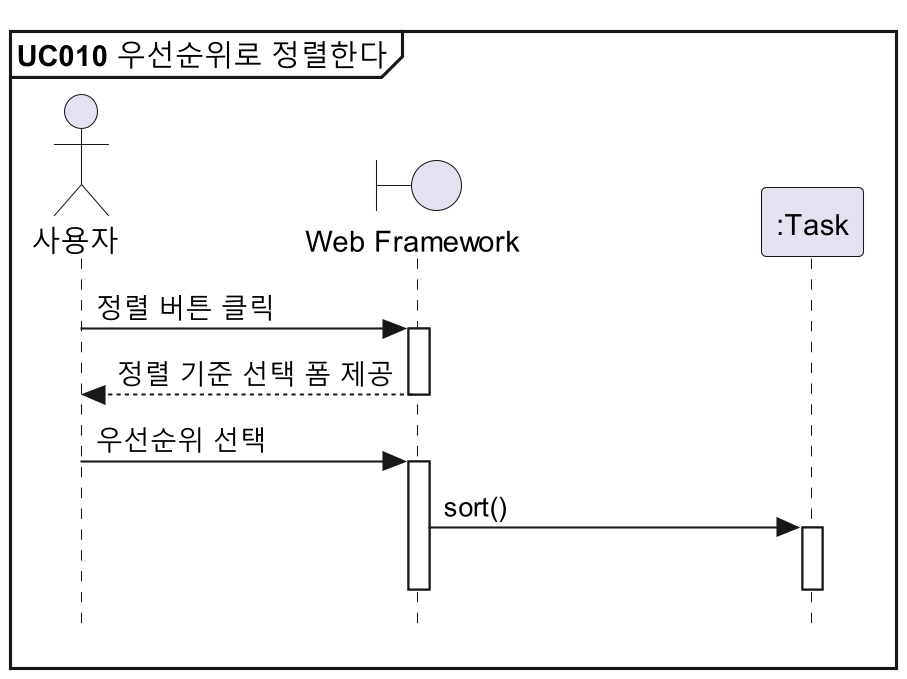 UC010 우선순위로 정렬한다
사용자
Web Framework
:Task
정렬 버튼 클릭
정렬 기준 선택 폼 제공
우선순위 선택
sort()